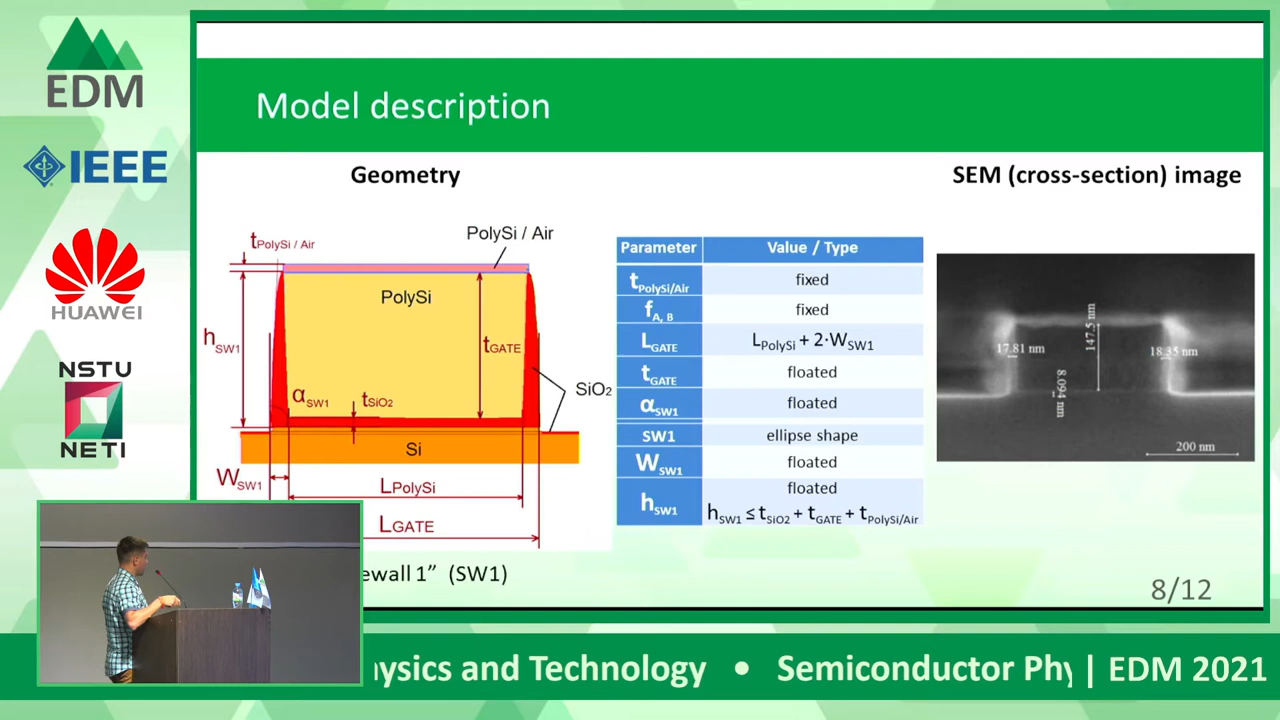 EDM
IEEE
HUAWEI
NSTU
NETI
Model description
Geometry
SEM (cross-section) image
tPolySi / Air
PolySi / Air
PolySi
hSW1
tGATE
αSW1
tSiO2
SiO2
Si
WSW1
LPolySi
LGATE
ewall 1” (SW1)
Parameter Value / Type
tPolySi/Air fixed
fA, B fixed
LGATE LPolySi + 2·WSW1
tGATE floated
αSW1 floated
SW1 ellipse shape
WSW1 floated
hSW1 floated
hSW1 ≤ tSiO2 + tGATE + tPolySi/Air
17.81 nm
147.5 nm
18.35 nm
8.094 nm
200 nm
8/12
hysics and Technology • Semiconductor Phy | EDM 2021